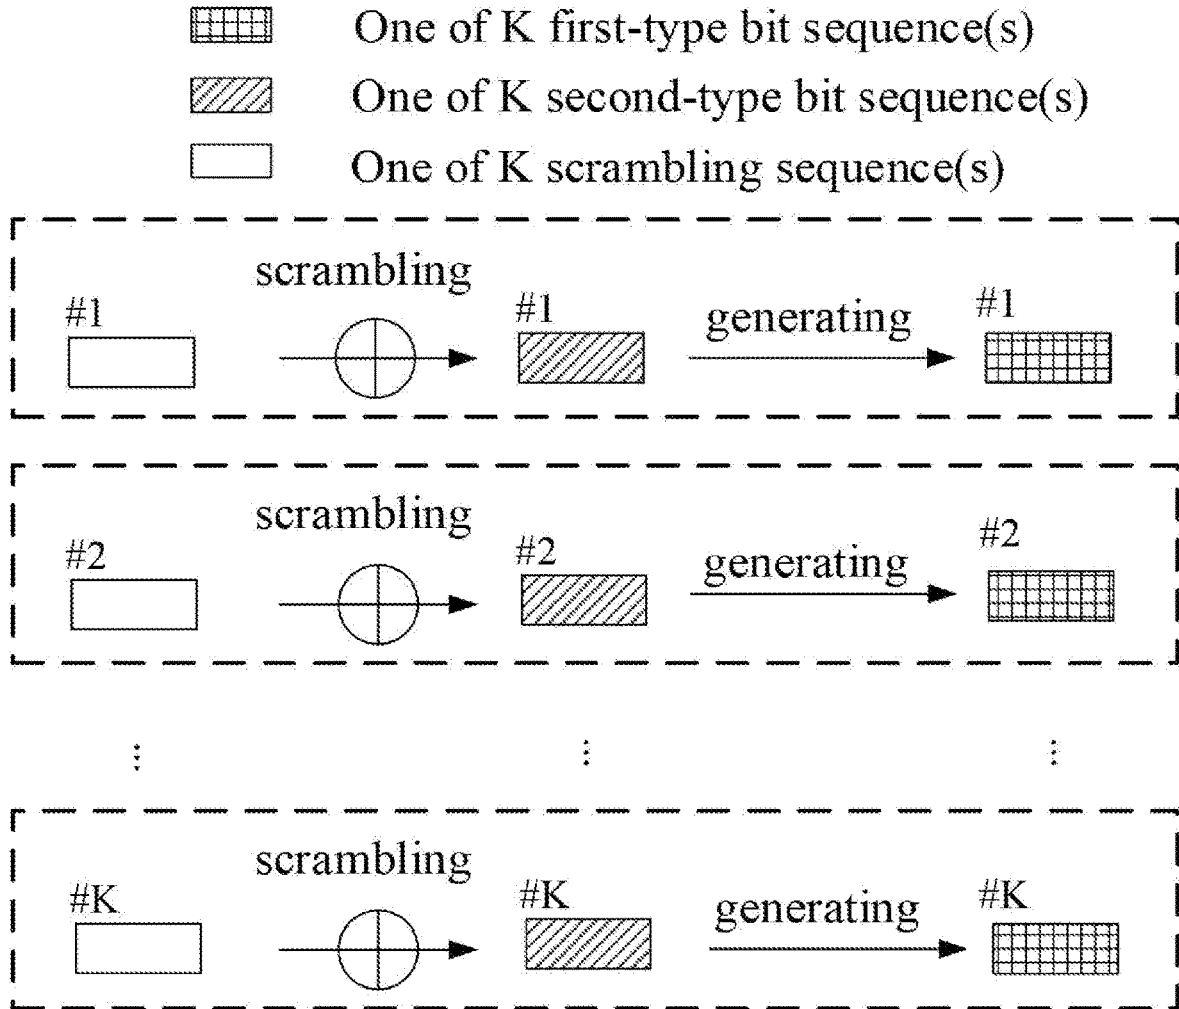 One of K first-type bit sequence(s)
One of K second-type bit sequence(s)
One of K scrambling sequence(s)
scrambling
#1
#1
generating
#1
scrambling
#2
#2
generating
#2
scrambling
#K
#K
generating
#K